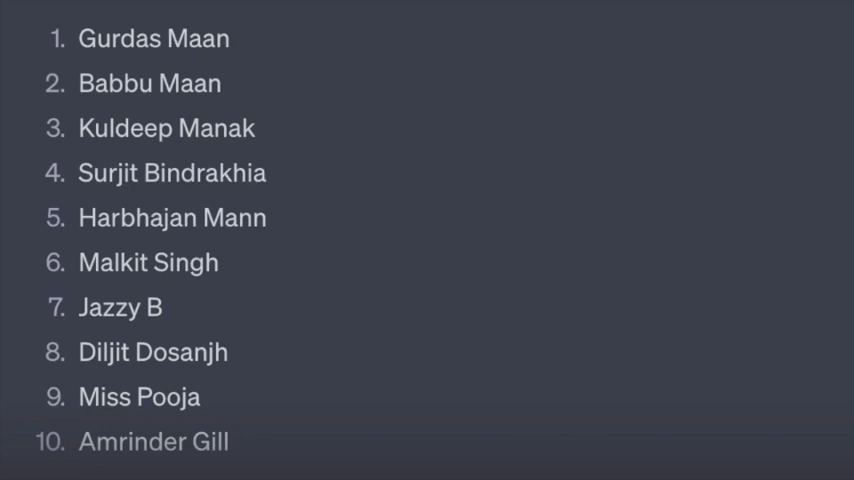 1. Gurdas Maan
2. Babbu Maan
3. Kuldeep Manak
4. Surjit Bindrakhia
5. Harbhajan Mann
6. Malkit Singh
7. Jazzy B
8. Diljit Dosanjh
9. Miss Pooja
10. Amrinder Gill